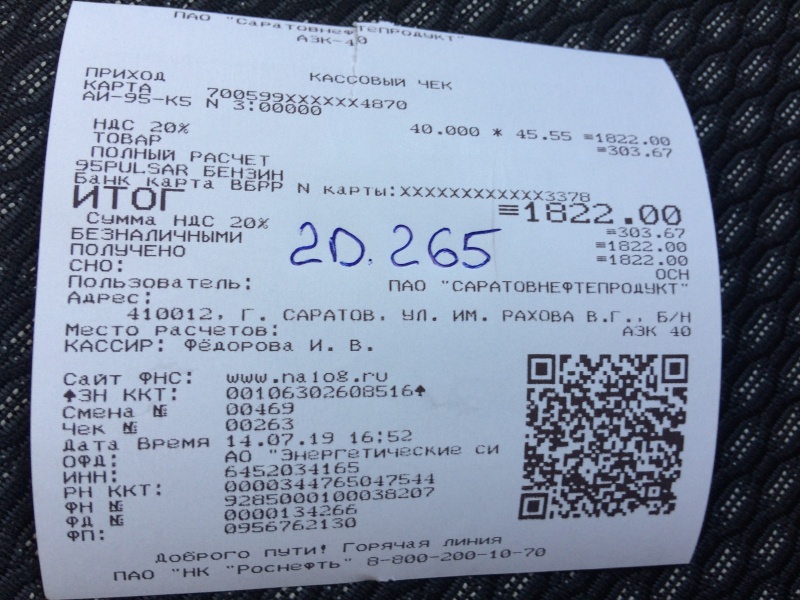 ПАО "Саратовнефтепродукт"
АЗК-40
КАССОВЫЙ ЧЕК
ПРИХОД
КАРТА 700599XXXXXX4870
АИ-95-К5 N 3:00000
40.000 * 45.55 =1822.00
НДС 20% =303.67
ТОВАР
ПОЛНЫЙ РАСЧЕТ
95PULSAR БЕНЗИН
Банк карта ВБРР N карты:XXXXXXXXXXXX3378
ИТОГ =1822.00
Сумма НДС 20% =303.67
БЕЗНАЛИЧНЫМИ =1822.00
ПОЛУЧЕНО =1822.00
СНО: ОСН
Пользователь: ПАО "САРАТОВНЕФТЕПРОДУКТ"
Адрес:
410012, Г. САРАТОВ, УЛ. ИМ. РАХОВА В.Г., Б/Н
Место расчетов: АЗК 40
КАССИР: Фёдорова И. В.
2D. 265
Сайт ФНС: www.nalog.ru
ЗН ККТ: 00106302608516
Смена № 00469
Чек № 00263
Дата Время 14.07.19 16:52
ОФД: АО "Энергетические си
ИНН: 6452034165
РН ККТ: 0000344765047544
ФН № 9285000100038207
ФД № 0000134266
ФП: 0956762130
Доброго пути! Горячая линия
ПАО "НК "Роснефть" 8-800-200-10-70